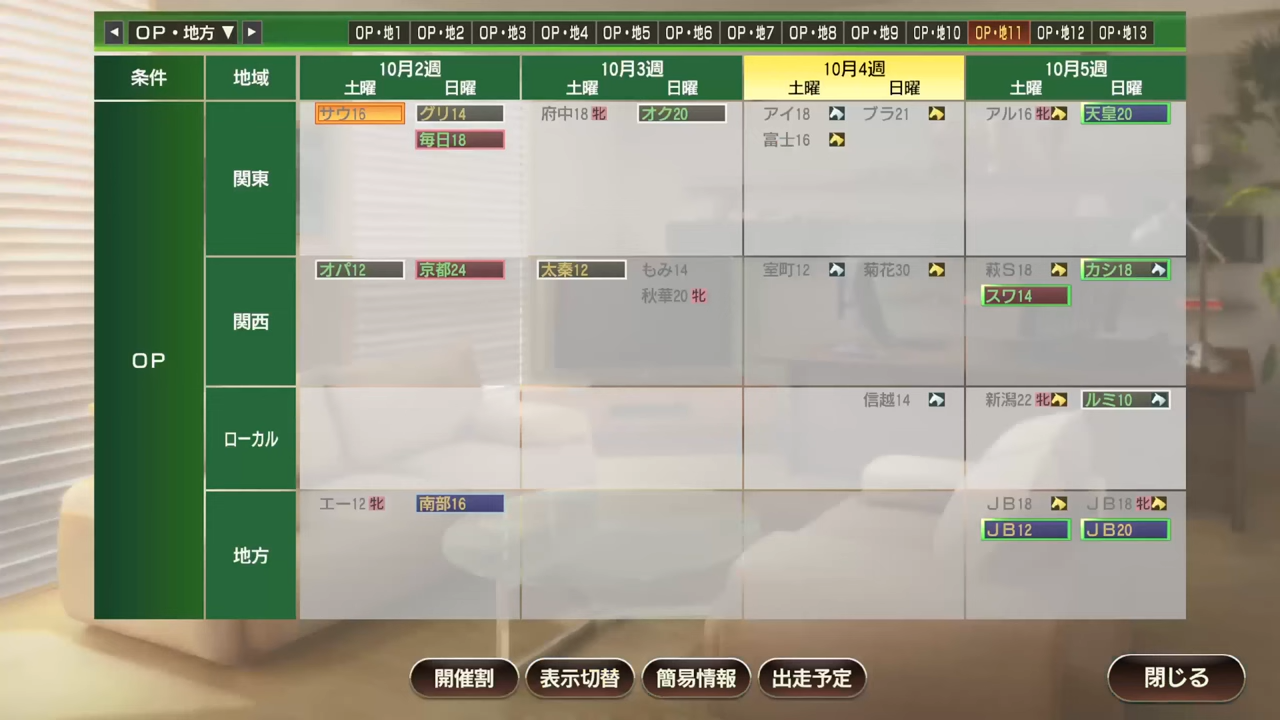 ◀ OP・地方▼ ▶ OP・地1 OP・地2 OP・地3 OP・地4 OP・地5 OP・地6 OP・地7 OP・地8 OP・地9 OP・地10 OP・地11 OP・地12 OP・地13
条件 地域 10月2週 10月3週 10月4週 10月5週
土曜 日曜 土曜 日曜 土曜 日曜 土曜 日曜
OP
関東
サウ16 グリ14 府中18 牝 オク20 アイ18 ブラ21 アル16 牝 天皇20
毎日18 富士16
関西
オパ12 京都24 太秦12 もみ14 室町12 菊花30 萩S18 カシ18
秋華20 牝 スワ14
ローカル
信越14 新潟22 牝 ルミ10
地方
エー12 牝 南部16 JB18 JB18 牝
JB12 JB20
開催割 表示切替 簡易情報 出走予定 閉じる